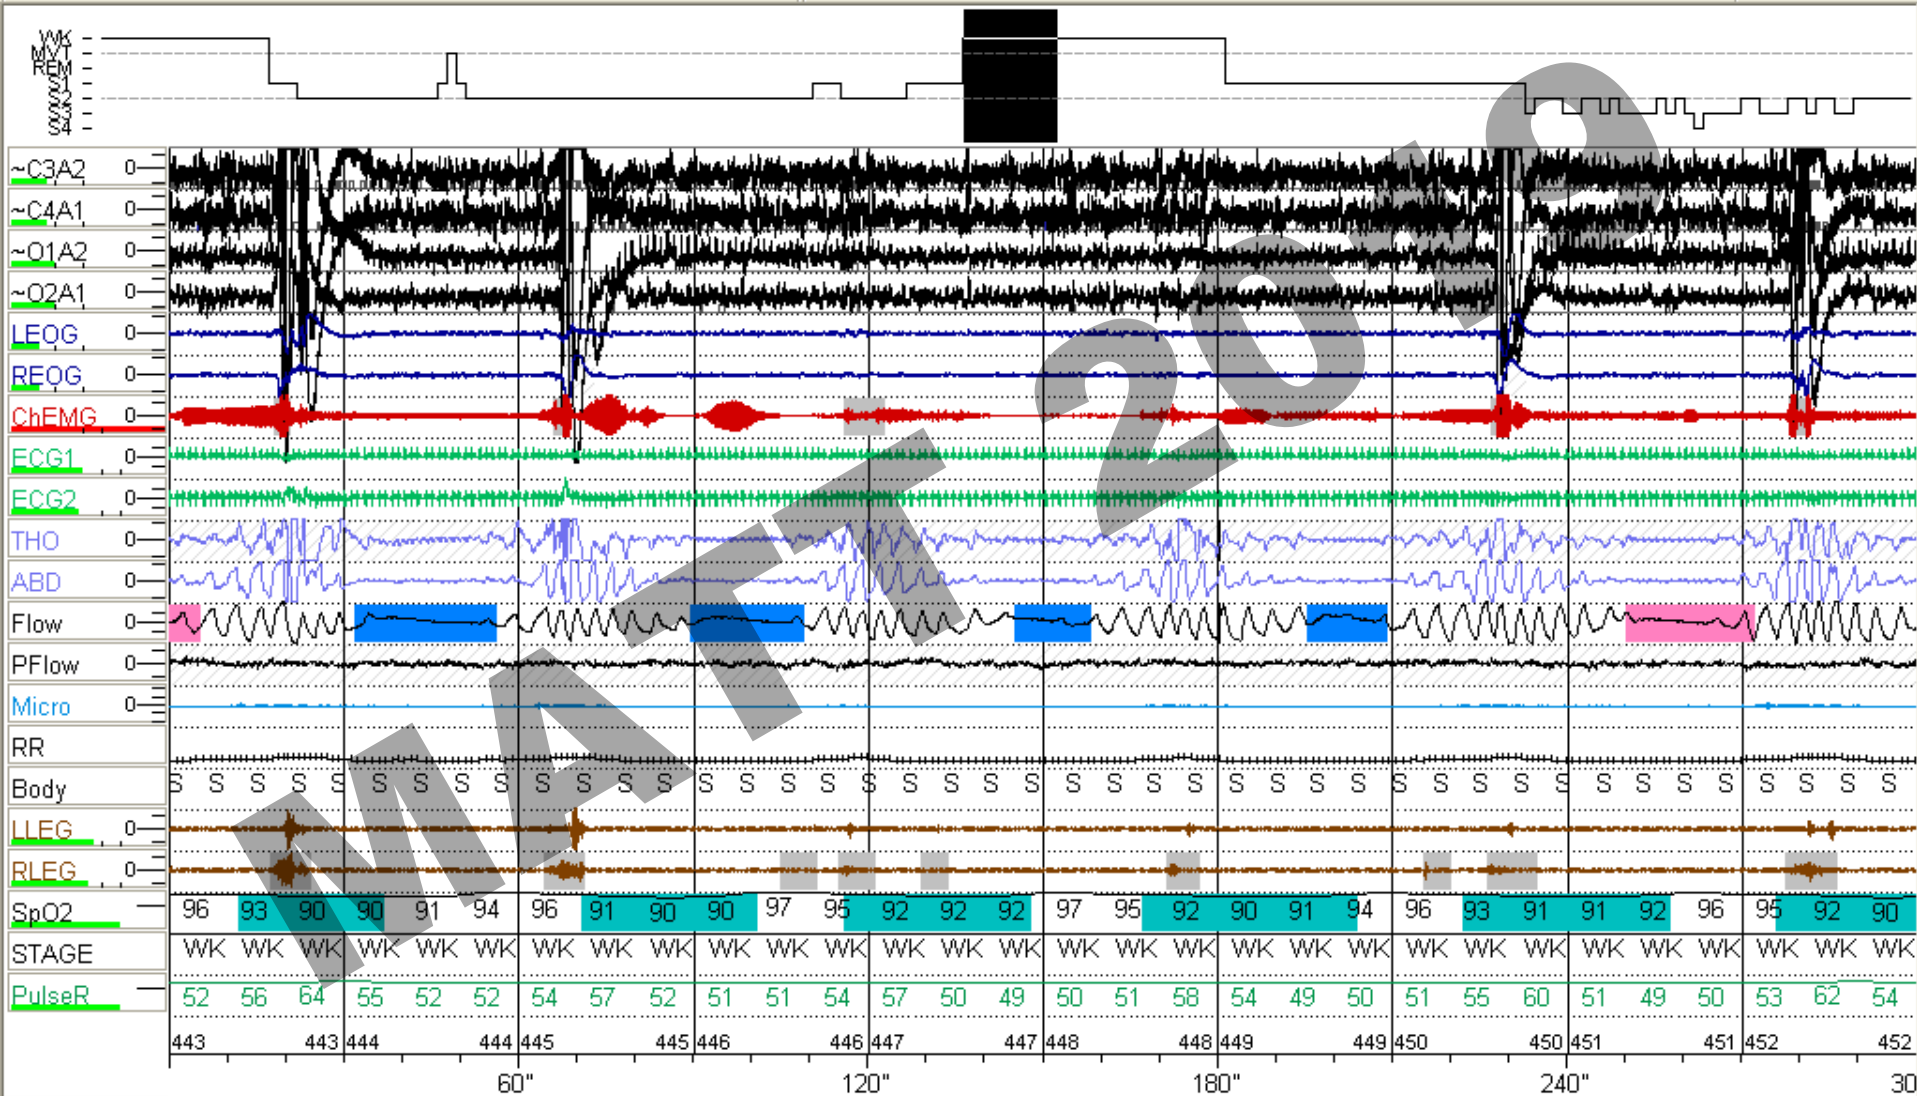 WK
MVT
REM
S1
S2
S3
S4
~C3A2 0
~C4A1 0
~O1A2 0
~O2A1 0
LEOG 0
REOG 0
ChEMG 0
ECG1 0
ECG2 0
THO 0
ABD 0
Flow 0
PFlow 0
Micro 0
RR
Body S S S S S S S S S S S S S S S S S S S S S S S S S S S S S S S S S S S S S S S S S S S
LLEG 0
RLEG 0
SpO2 96 93 90 90 91 94 96 91 90 90 97 95 92 92 92 97 95 92 90 91 94 96 93 91 91 92 96 95 92 90
STAGE WK WK WK WK WK WK WK WK WK WK WK WK WK WK WK WK WK WK WK WK WK WK WK WK WK WK WK WK WK WK
PulseR 52 56 64 55 52 52 54 57 52 51 51 54 57 50 49 50 51 58 54 49 50 51 55 60 51 49 50 53 62 54
443 443 444 444 445 445 446 446 447 447 448 448 449 449 450 450 451 451 452 452
60" 120" 180" 240" 30
MATT 2019